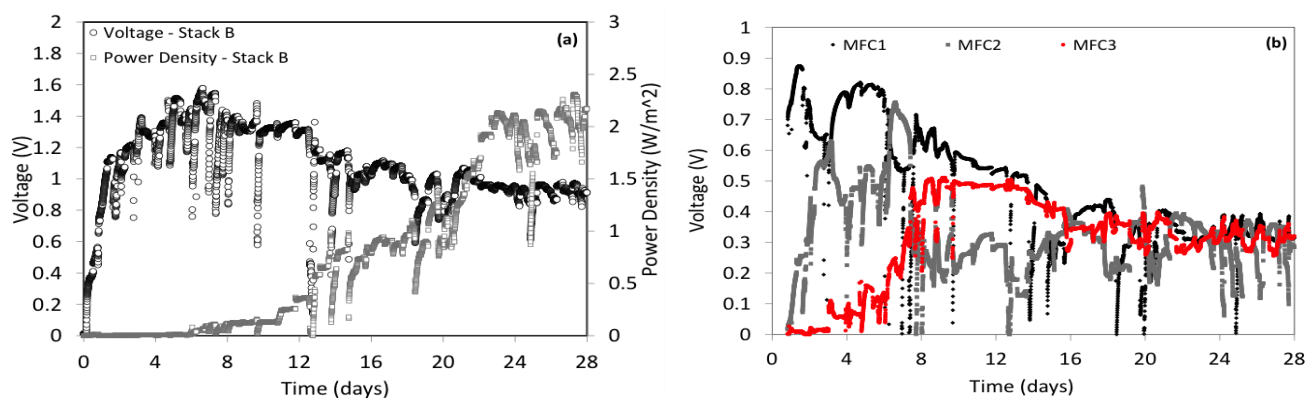 2
1.8
1.6
1.4
1.2
1
0.8
0.6
0.4
0.2
0
Voltage (V)
Voltage - Stack B
Power Density - Stack B
(a)
3
2.5
2
1.5
1
0.5
0
Power Density (W/m^2)
0 4 8 12 16 20 24 28
Time (days)
1
0.9
0.8
0.7
0.6
0.5
0.4
0.3
0.2
0.1
0
Voltage (V)
MFC1 MFC2 MFC3 (b)
0 4 8 12 16 20 24 28
Time (days)